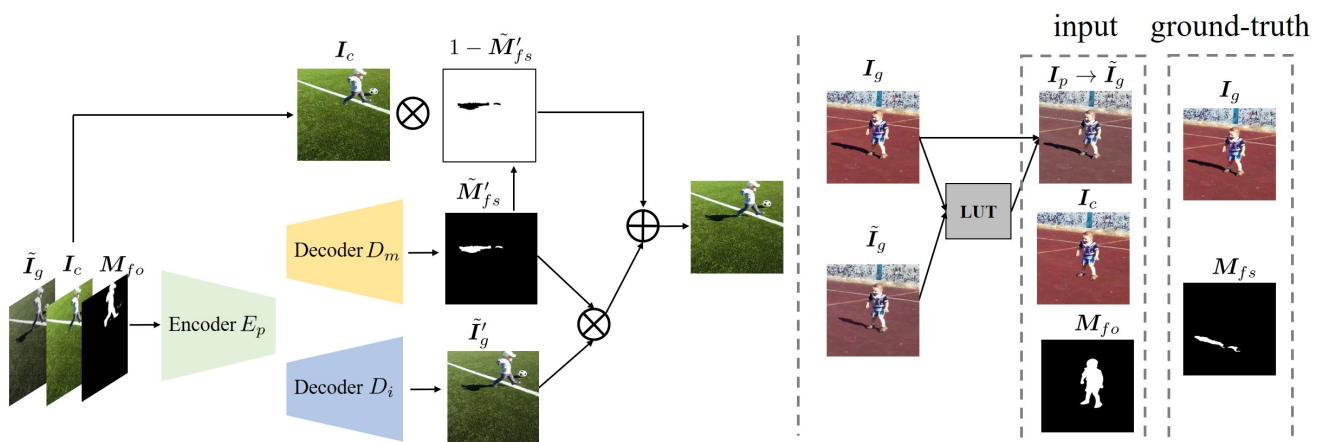 I_c
1 − M̃′_fs
M̃′_fs
Decoder D_m
Ĩ_g I_c M_fo
Encoder E_p
Ĩ′_g
Decoder D_i
input
ground-truth
I_g
I_p → Ĩ_g
I_g
LUT
I_c
Ĩ_g
M_fs
M_fo